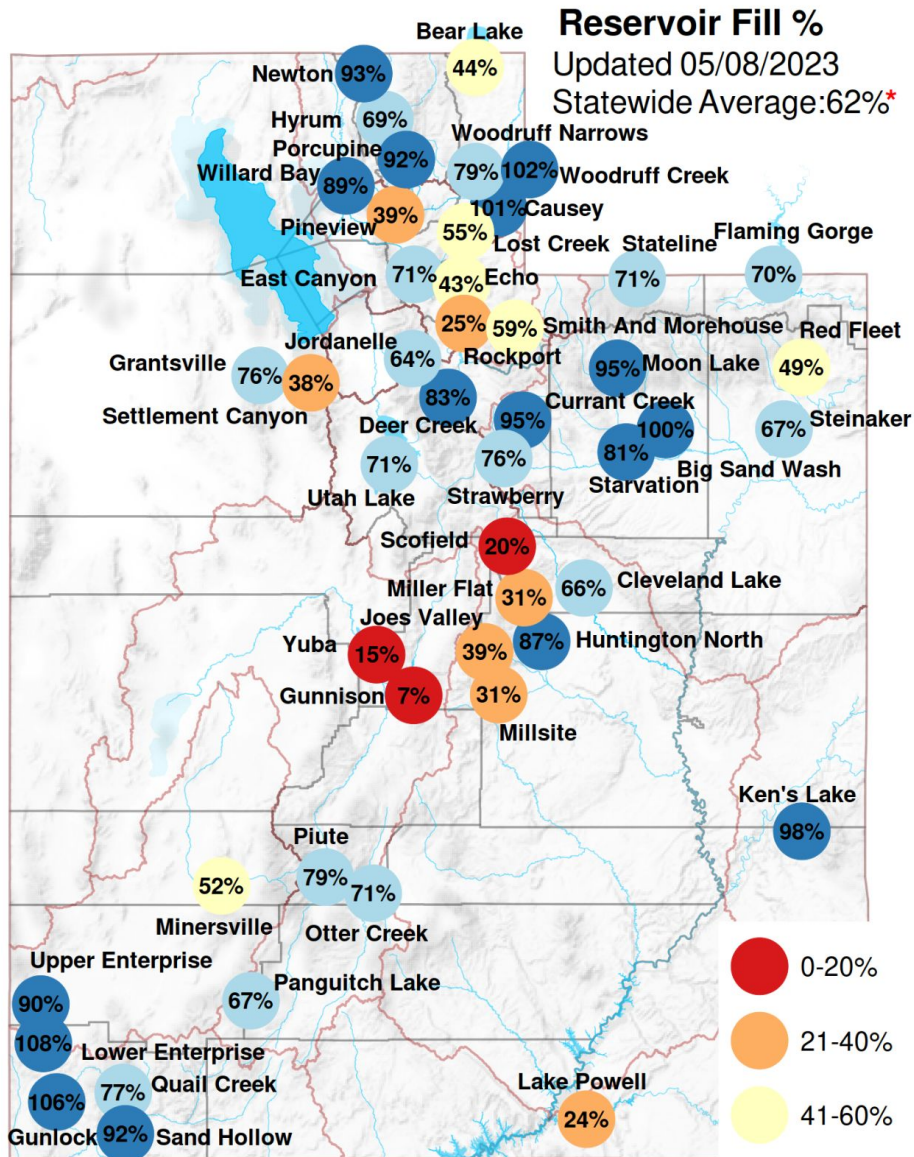 Reservoir Fill %
Updated 05/08/2023
Statewide Average:62%*
Bear Lake
44%
Newton
93%
Hyrum
69%
Porcupine
92%
Woodruff Narrows
79%
102%
Woodruff Creek
Willard Bay
89%
Pineview
39%
101%
Causey
55%
Lost Creek
East Canyon
71%
43%
Echo
Stateline
71%
Flaming Gorge
70%
25%
Rockport
59%
Smith And Morehouse
Jordanelle
64%
Grantsville
76%
38%
Settlement Canyon
95%
Moon Lake
Red Fleet
49%
83%
Deer Creek
95%
Currant Creek
100%
Big Sand Wash
81%
Starvation
67%
Steinaker
71%
Utah Lake
76%
Strawberry
Scofield
20%
Miller Flat
31%
66%
Cleveland Lake
Joes Valley
39%
87%
Huntington North
Yuba
15%
Gunnison
7%
31%
Millsite
Ken's Lake
98%
Piute
79%
71%
Otter Creek
52%
Minersville
Upper Enterprise
90%
67%
Panguitch Lake
108%
Lower Enterprise
77%
Quail Creek
106%
Gunlock
92%
Sand Hollow
Lake Powell
24%
0-20%
21-40%
41-60%